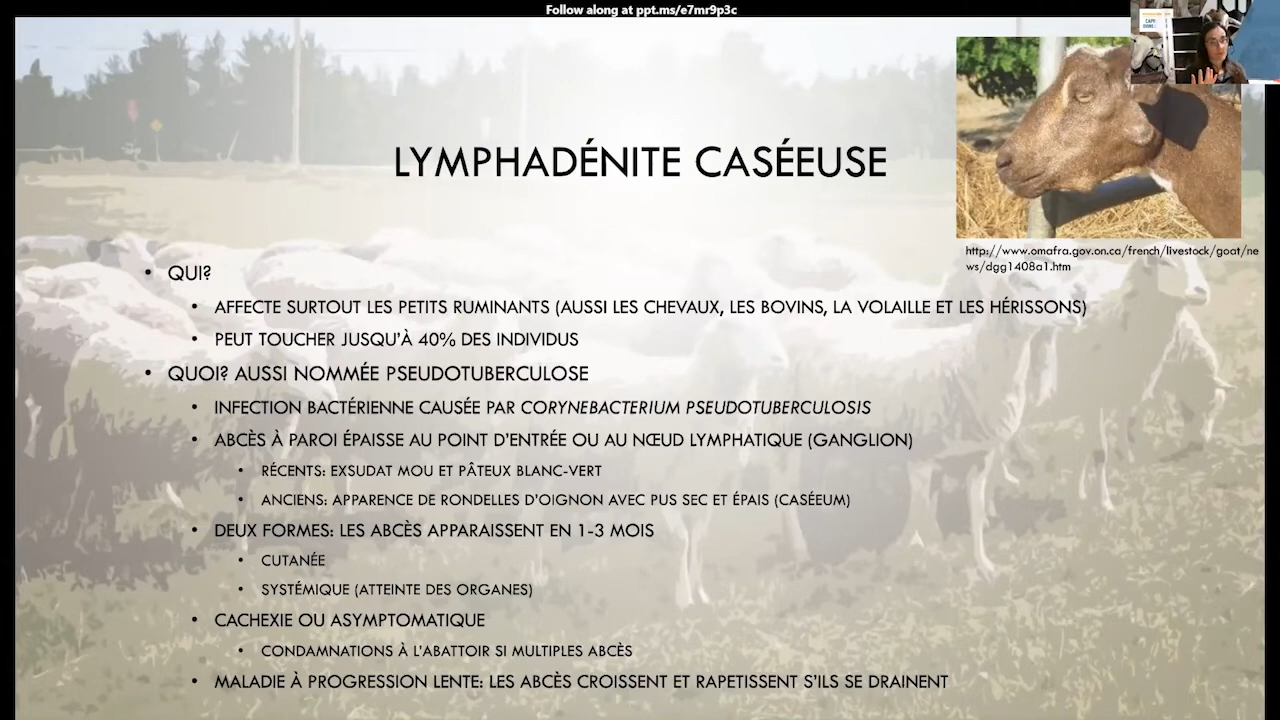 Follow along at ppt.ms/e7mr9p3c
LYMPHADÉNITE CASÉEUSE
http://www.omafra.gov.on.ca/french/livestock/goat/ne
ws/dgg1408a1.htm
• QUI?
• AFFECTE SURTOUT LES PETITS RUMINANTS (AUSSI LES CHEVAUX, LES BOVINS, LA VOLAILLE ET LES HÉRISSONS)
• PEUT TOUCHER JUSQU'À 40% DES INDIVIDUS
• QUOI? AUSSI NOMMÉE PSEUDOTUBERCULOSE
• INFECTION BACTÉRIENNE CAUSÉE PAR CORYNEBACTERIUM PSEUDOTUBERCULOSIS
• ABCÈS À PAROI ÉPAISSE AU POINT D'ENTRÉE OU AU NŒUD LYMPHATIQUE (GANGLION)
• RÉCENTS: EXSUDAT MOU ET PÂTEUX BLANC-VERT
• ANCIENS: APPARENCE DE RONDELLES D'OIGNON AVEC PUS SEC ET ÉPAIS (CASÉEUM)
• DEUX FORMES: LES ABCÈS APPARAISSENT EN 1-3 MOIS
• CUTANÉE
• SYSTÉMIQUE (ATTEINTE DES ORGANES)
• CACHEXIE OU ASYMPTOMATIQUE
• CONDAMNATIONS À L'ABATTOIR SI MULTIPLES ABCÈS
• MALADIE À PROGRESSION LENTE: LES ABCÈS CROISSENT ET RAPETISSENT S'ILS SE DRAINENT